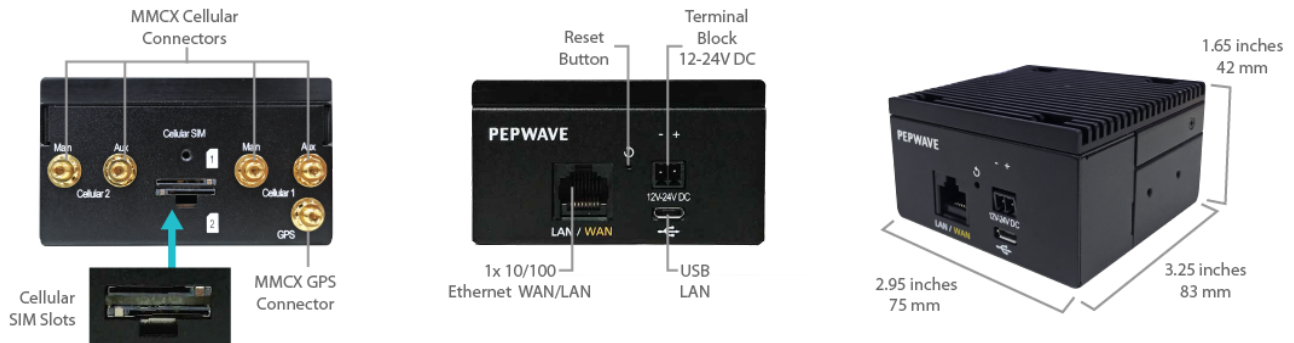 MMCX Cellular
Connectors
Cellular SIM
Main
Aux
1
Main
Aux
Cellular 2
Cellular 1
2
GPS
Cellular
SIM Slots
MMCX GPS
Connector
Reset
Button
Terminal
Block
12-24V DC
PEPWAVE
- +
12V-24V DC
LAN / WAN
1x 10/100
Ethernet WAN/LAN
USB
LAN
1.65 inches
42 mm
PEPWAVE
- +
12V-24V DC
LAN / WAN
2.95 inches
75 mm
3.25 inches
83 mm